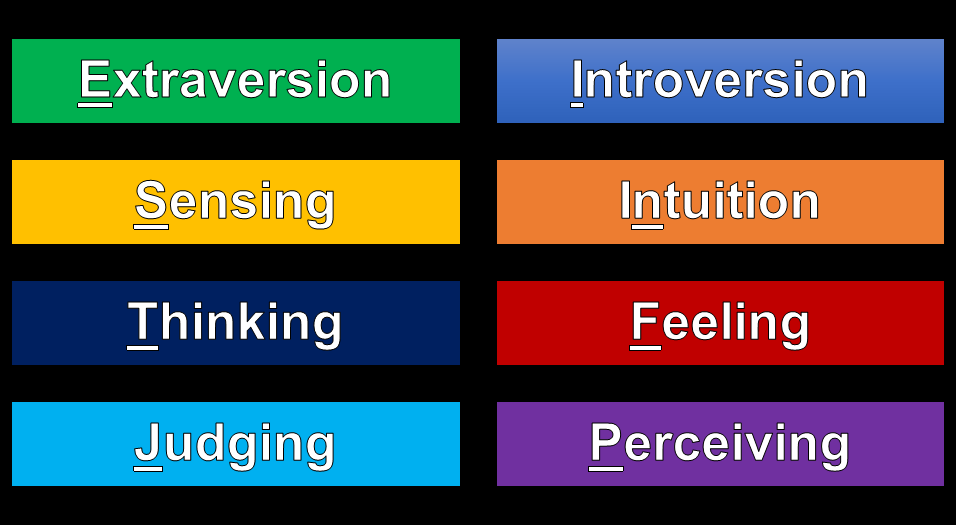 Extraversion
Introversion
Sensing
Intuition
Thinking
Feeling
Judging
Perceiving